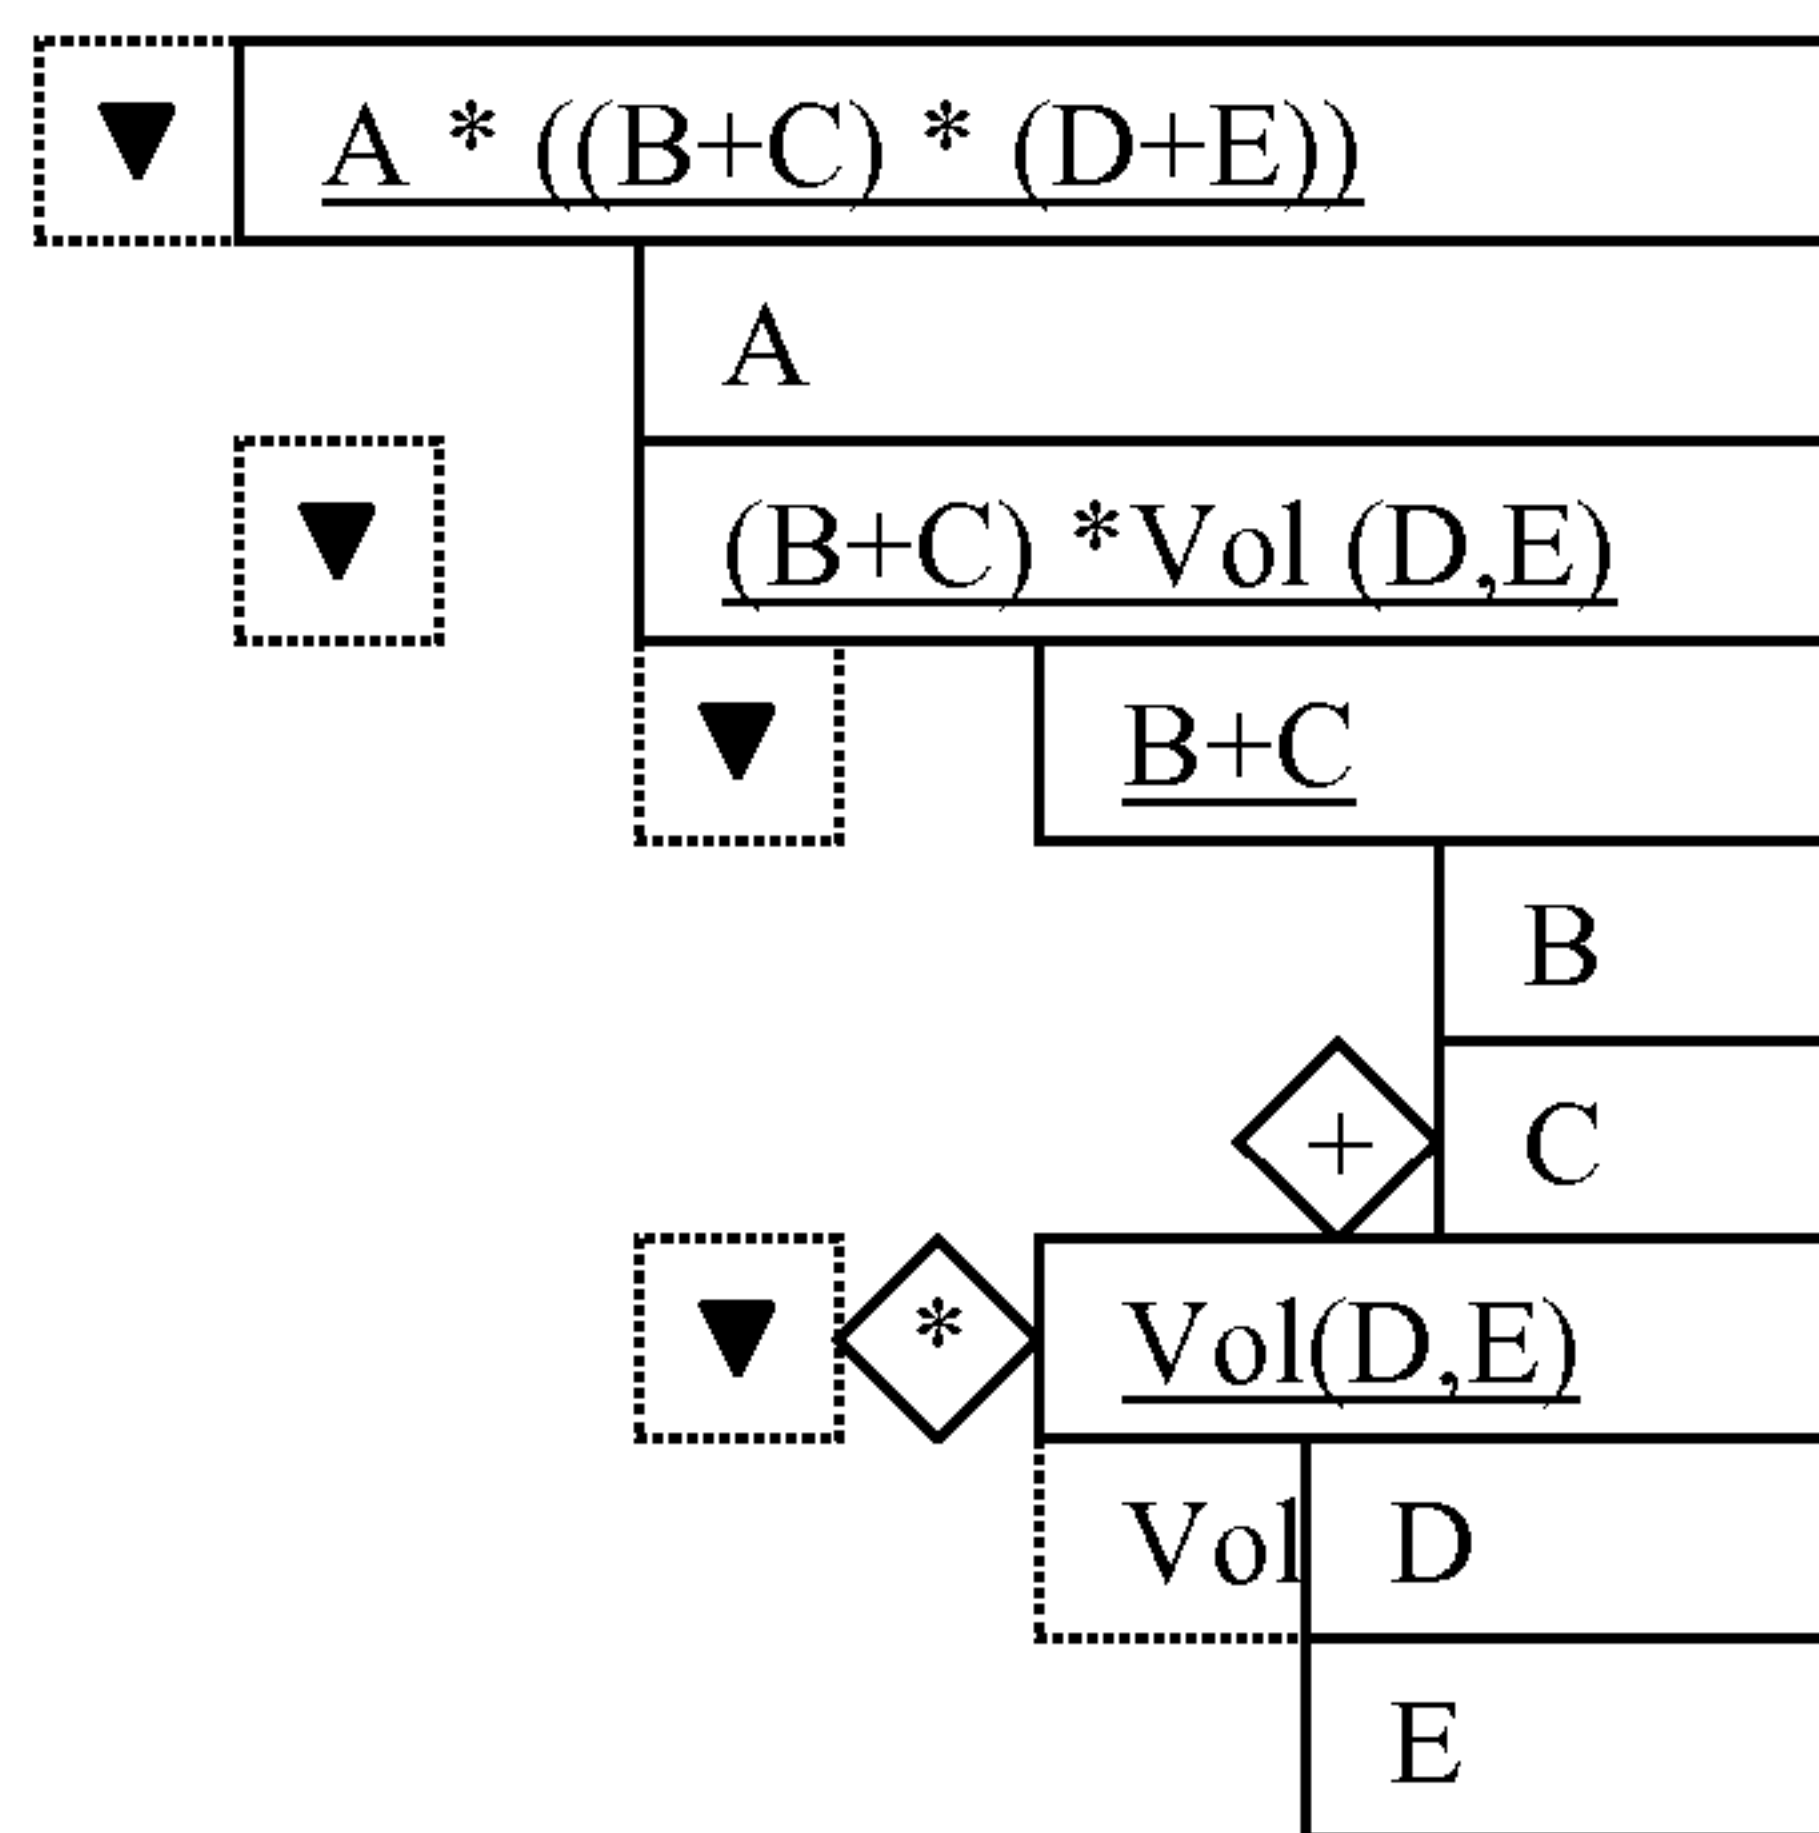 A * ((B+C) * (D+E))
A
(B+C) *Vol (D,E)
B+C
B
+ C
* Vol(D,E)
Vol D
E